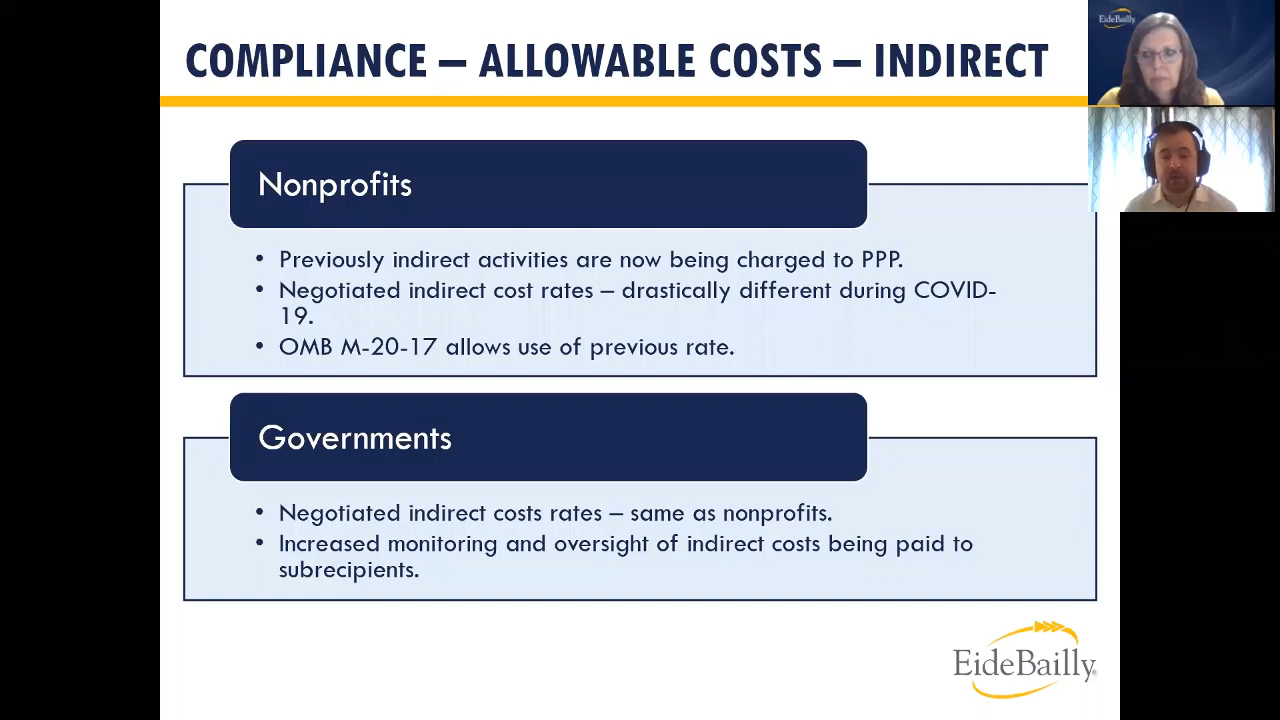 COMPLIANCE – ALLOWABLE COSTS – INDIRECT
EideBailly
Nonprofits
• Previously indirect activities are now being charged to PPP.
• Negotiated indirect cost rates – drastically different during COVID-
19.
• OMB M-20-17 allows use of previous rate.
Governments
• Negotiated indirect costs rates – same as nonprofits.
• Increased monitoring and oversight of indirect costs being paid to
subrecipients.
EideBailly®